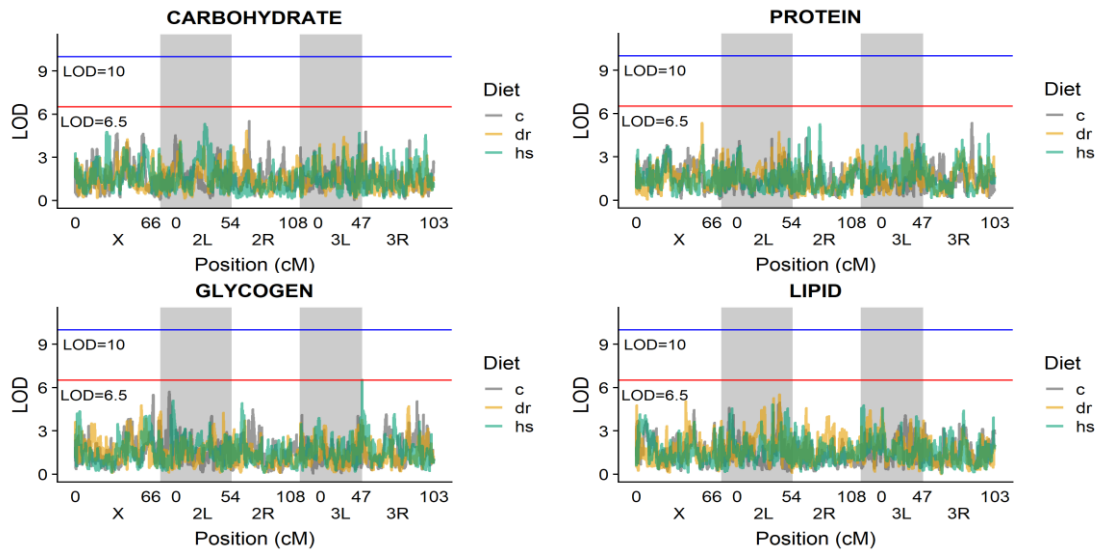 CARBOHYDRATE
9
6
3
0
LOD
LOD=10
LOD=6.5
0 66 0 54 108 0 47 103
X 2L 2R 3L 3R
Position (cM)
Diet
c
dr
hs
PROTEIN
9
6
3
0
LOD
LOD=10
LOD=6.5
0 66 0 54 108 0 47 103
X 2L 2R 3L 3R
Position (cM)
Diet
c
dr
hs
GLYCOGEN
9
6
3
0
LOD
LOD=10
LOD=6.5
0 66 0 54 108 0 47 103
X 2L 2R 3L 3R
Position (cM)
Diet
c
dr
hs
LIPID
9
6
3
0
LOD
LOD=10
LOD=6.5
0 66 0 54 108 0 47 103
X 2L 2R 3L 3R
Position (cM)
Diet
c
dr
hs